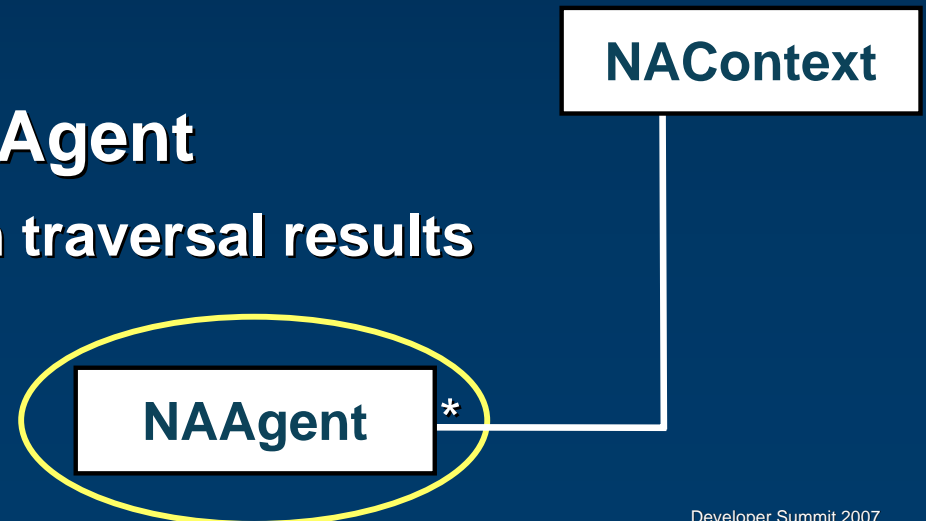 NAContext
Agent
traversal results
NAAgent *
Developer Summit 2007